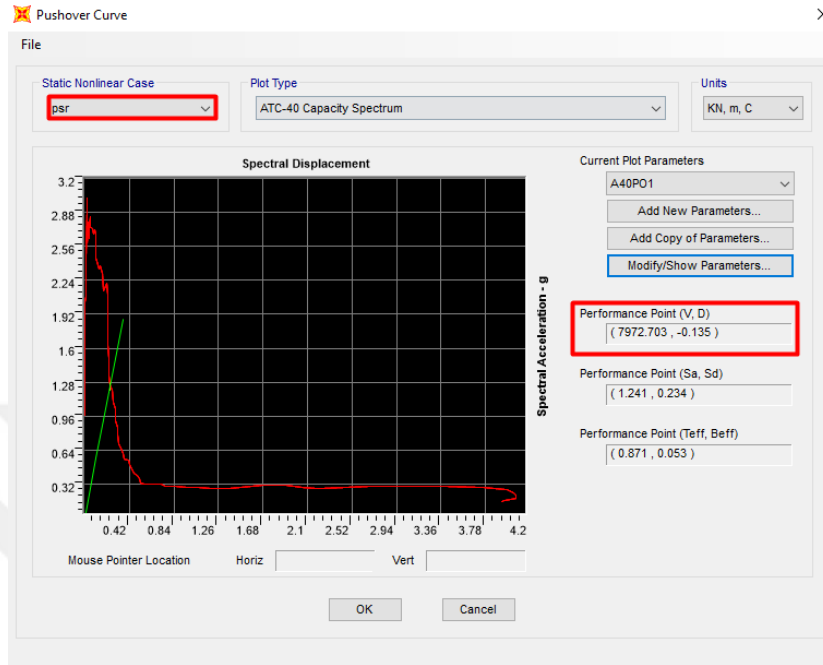 Pushover Curve
File
Static Nonlinear Case
psr
Plot Type
ATC-40 Capacity Spectrum
Units
KN, m, C
Spectral Displacement
3.2
2.88
2.56
2.24
1.92
1.6
1.28
0.96
0.64
0.32
0.42 0.84 1.26 1.68 2.1 2.52 2.94 3.36 3.78 4.2
Spectral Acceleration - g
Mouse Pointer Location Horiz Vert
Current Plot Parameters
A40PO1
Add New Parameters...
Add Copy of Parameters...
Modify/Show Parameters...
Performance Point (V, D)
( 7972.703 , -0.135 )
Performance Point (Sa, Sd)
( 1.241 , 0.234 )
Performance Point (Teff, Beff)
( 0.871 , 0.053 )
OK Cancel